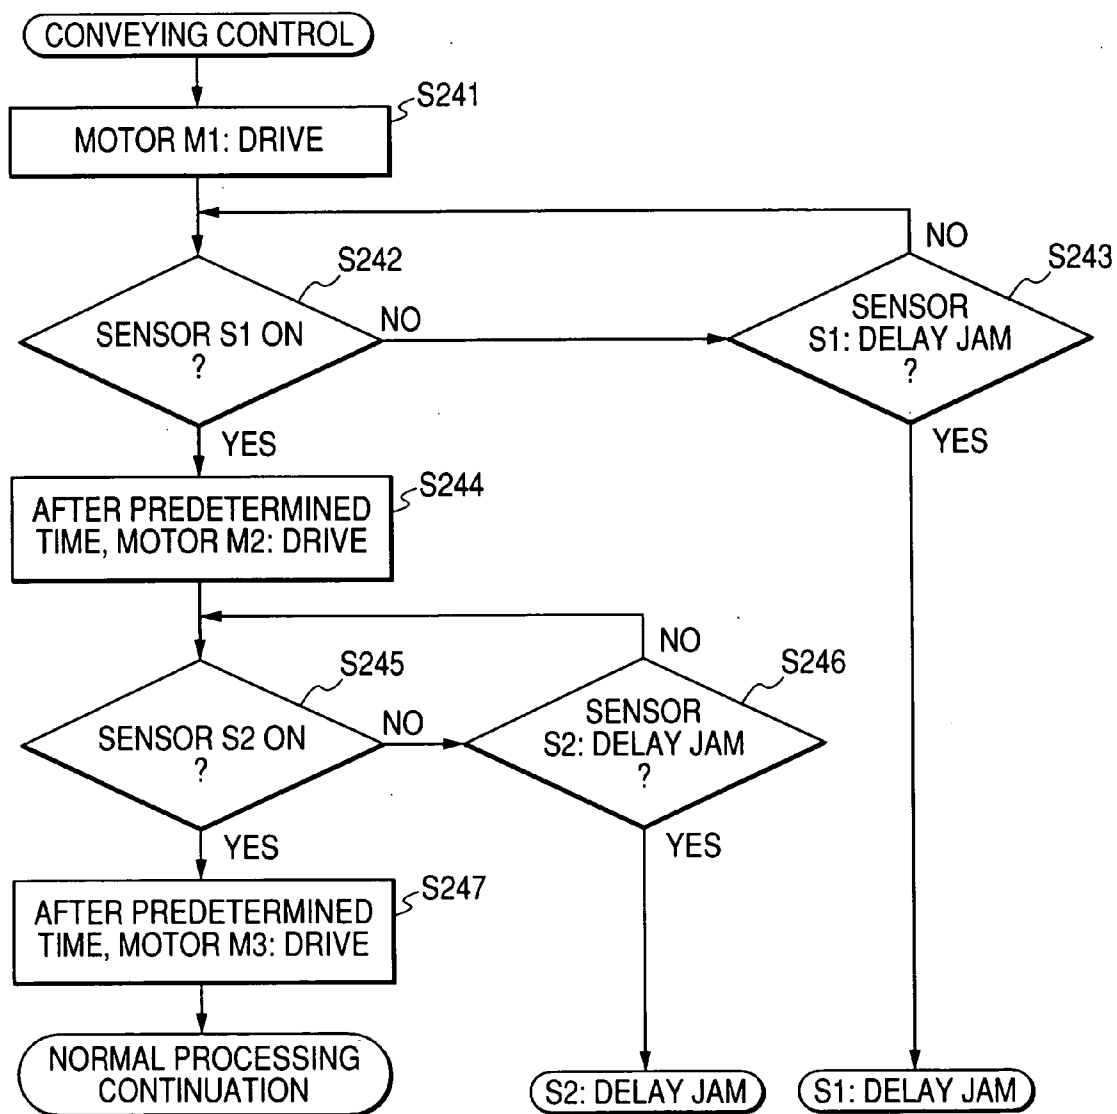 CONVEYING CONTROL
S241
MOTOR M1: DRIVE
NO
S242
S243
SENSOR S1 ON
?
NO
SENSOR
S1: DELAY JAM
?
YES
YES
S244
AFTER PREDETERMINED
TIME, MOTOR M2: DRIVE
NO
S245
S246
SENSOR S2 ON
?
NO
SENSOR
S2: DELAY JAM
?
YES
YES
S247
AFTER PREDETERMINED
TIME, MOTOR M3: DRIVE
NORMAL PROCESSING
CONTINUATION
S2: DELAY JAM
S1: DELAY JAM